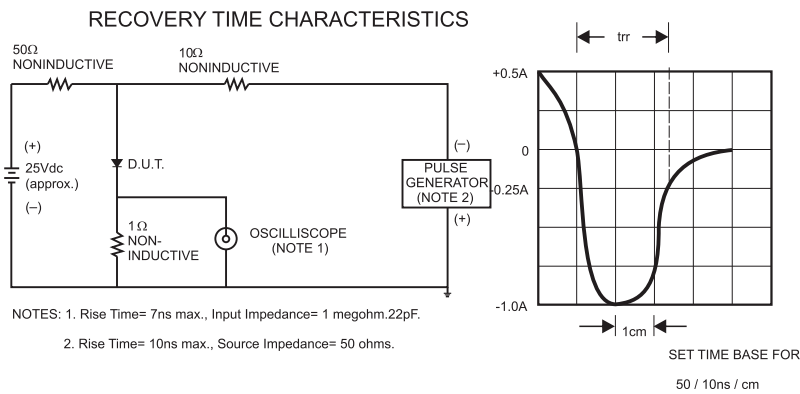 RECOVERY TIME CHARACTERISTICS
50Ω
NONINDUCTIVE
10Ω
NONINDUCTIVE
(+)
25Vdc
(approx.)
(–)
D.U.T.
1Ω
NON-
INDUCTIVE
OSCILLISCOPE
(NOTE 1)
(–)
PULSE
GENERATOR
(NOTE 2)
(+)
trr
+0.5A
0
-0.25A
-1.0A
1cm
NOTES: 1. Rise Time= 7ns max., Input Impedance= 1 megohm.22pF.
2. Rise Time= 10ns max., Source Impedance= 50 ohms.
SET TIME BASE FOR
50 / 10ns / cm